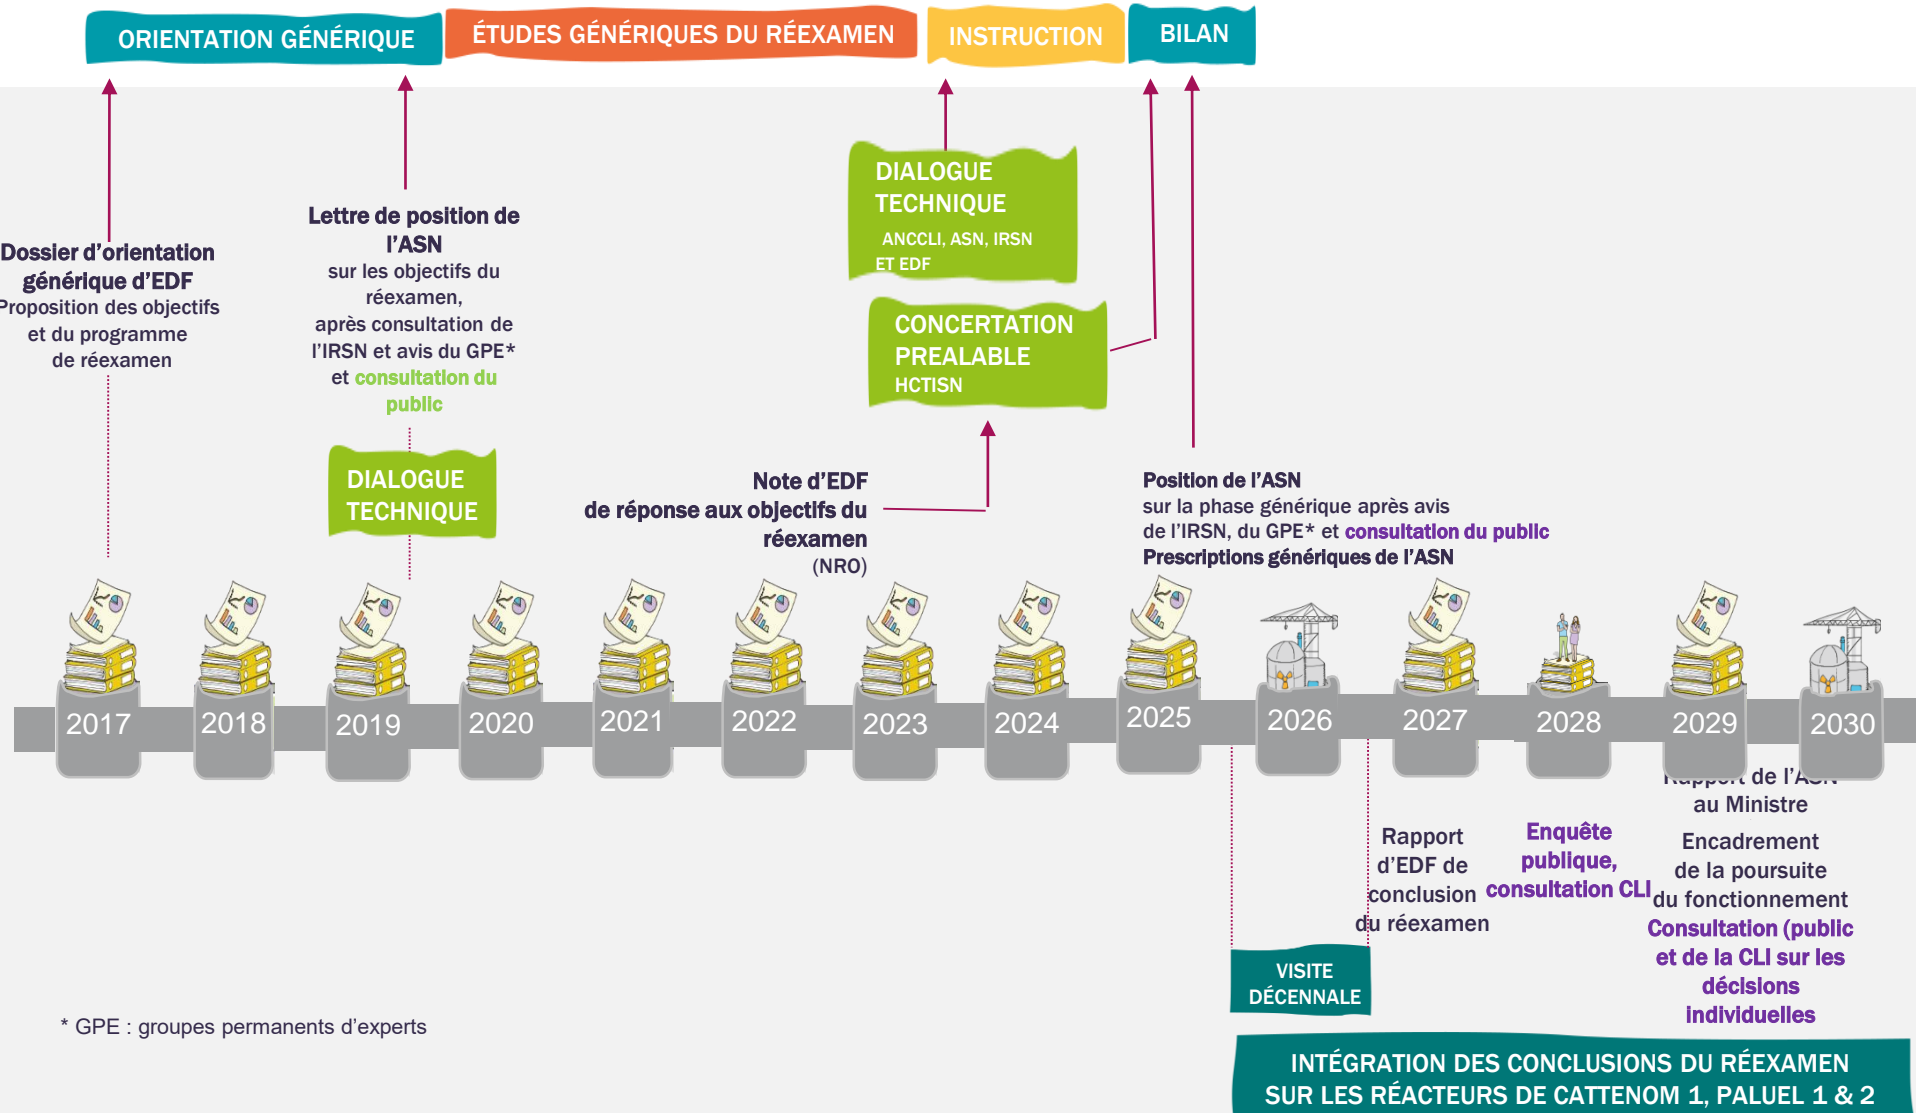 ORIENTATION GÉNÉRIQUE
ÉTUDES GÉNÉRIQUES DU RÉEXAMEN
INSTRUCTION
BILAN
Dossier d'orientation
générique d'EDF
Proposition des objectifs
et du programme
de réexamen
Lettre de position de
l'ASN
sur les objectifs du
réexamen,
après consultation de
l'IRSN et avis du GPE*
et consultation du
public
DIALOGUE
TECHNIQUE
DIALOGUE
TECHNIQUE
ANCCLI, ASN, IRSN
ET EDF
CONCERTATION
PREALABLE
HCTISN
Note d'EDF
de réponse aux objectifs du
réexamen
(NRO)
Position de l'ASN
sur la phase générique après avis
de l'IRSN, du GPE* et consultation du public
Prescriptions génériques de l'ASN
2017
2018
2019
2020
2021
2022
2023
2024
2025
2026
2027
2028
2029
2030
Rapport
d'EDF de
conclusion
du réexamen
Enquête
publique,
consultation CLI
Rapport de l'ASN
au Ministre
Encadrement
de la poursuite
du fonctionnement
Consultation (public
et de la CLI sur les
décisions
individuelles
VISITE
DÉCENNALE
* GPE : groupes permanents d'experts
INTÉGRATION DES CONCLUSIONS DU RÉEXAMEN
SUR LES RÉACTEURS DE CATTENOM 1, PALUEL 1 & 2